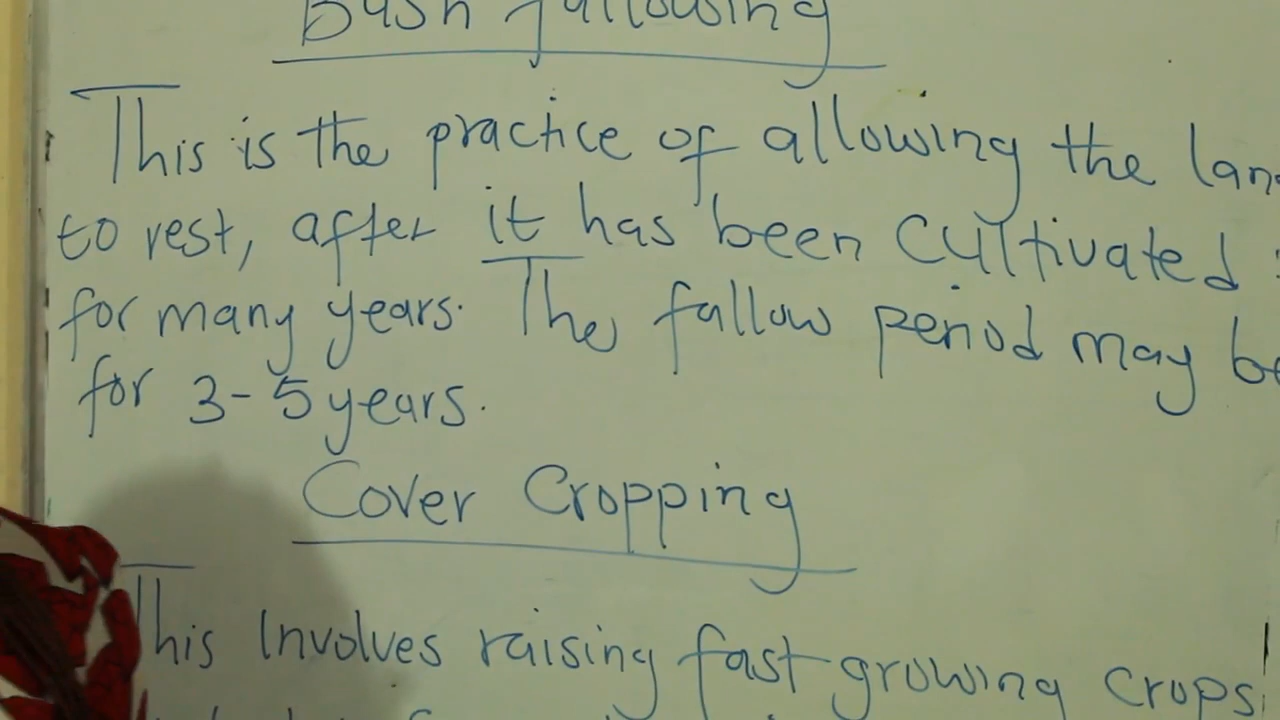 Bush fallowing
This is the practice of allowing the lan
to rest, after it has been Cultivated
for many years. The fallow period may be
for 3-5 years.
Cover Cropping
This Involves raising fast growing Crops